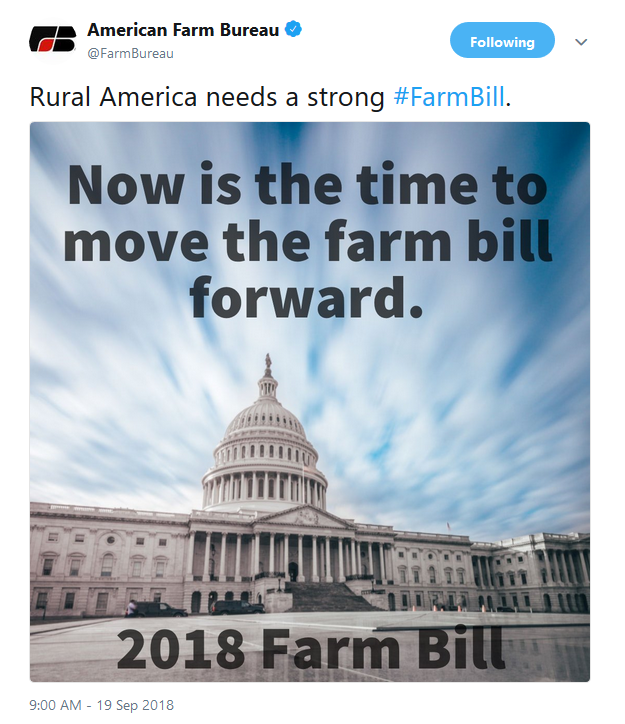 American Farm Bureau
@FarmBureau
Following
Rural America needs a strong #FarmBill.
Now is the time to
move the farm bill
forward.
2018 Farm Bill
9:00 AM - 19 Sep 2018